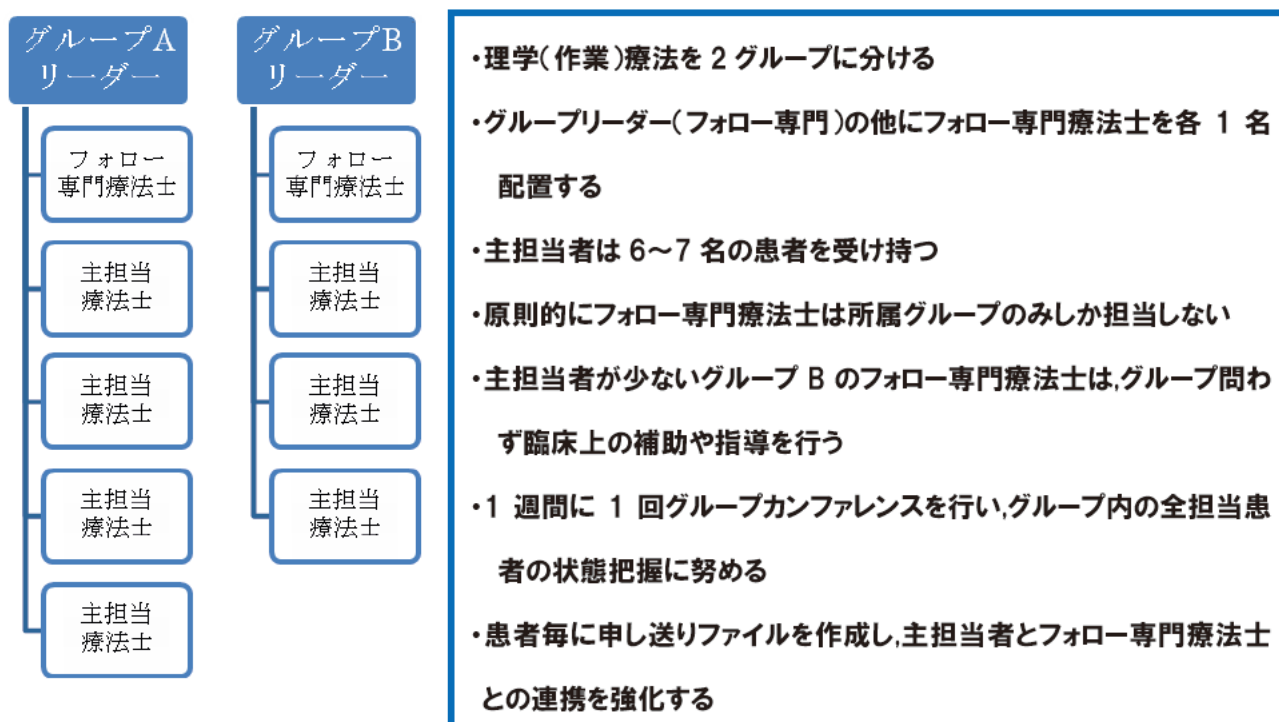 グループA
リーダー
フォロー
専門療法士
主担当
療法士
主担当
療法士
主担当
療法士
主担当
療法士
グループB
リーダー
フォロー
専門療法士
主担当
療法士
主担当
療法士
主担当
療法士
・理学(作業)療法を2グループに分ける
・グループリーダー(フォロー専門)の他にフォロー専門療法士を各 1 名
配置する
・主担当者は 6～7 名の患者を受け持つ
・原則的にフォロー専門療法士は所属グループのみしか担当しない
・主担当者が少ないグループ B のフォロー専門療法士は,グループ問わ
ず臨床上の補助や指導を行う
・1 週間に 1 回グループカンファレンスを行い,グループ内の全担当患
者の状態把握に努める
・患者毎に申し送りファイルを作成し,主担当者とフォロー専門療法士
との連携を強化する